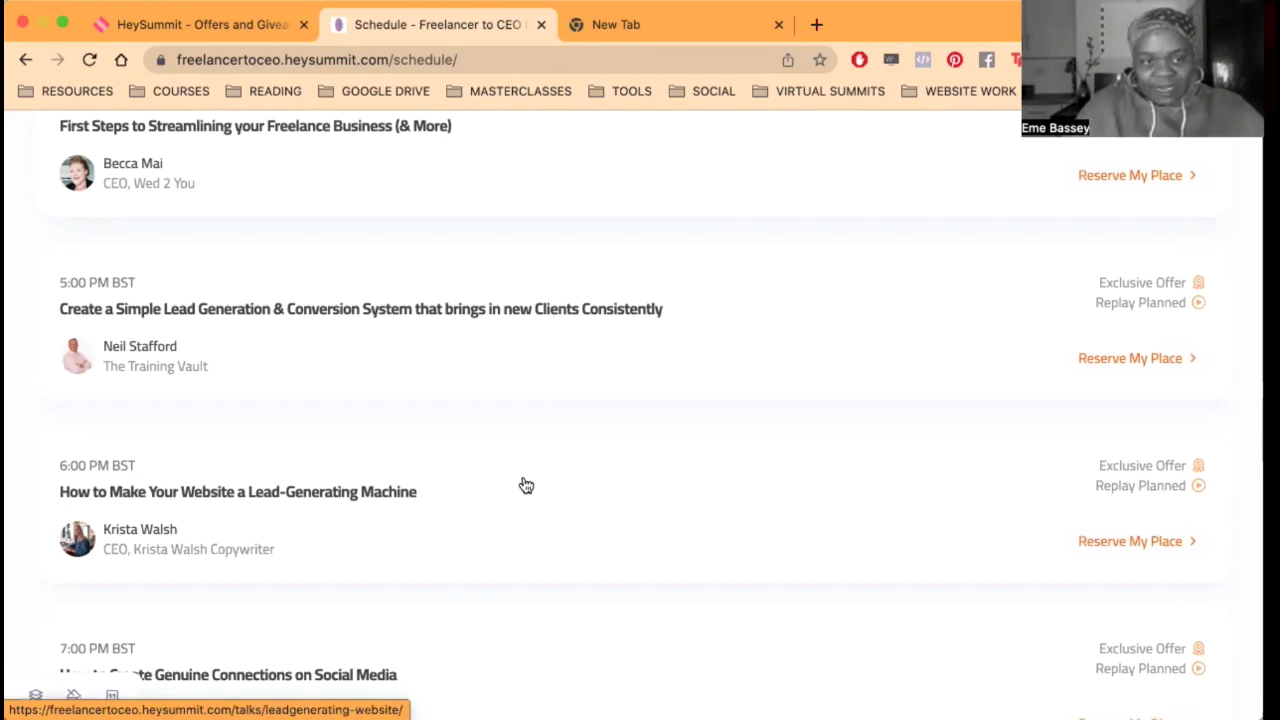 HeySummit - Offers and Givea
Schedule - Freelancer to CEO
New Tab
freelancertoceo.heysummit.com/schedule/
RESOURCES
COURSES
READING
GOOGLE DRIVE
MASTERCLASSES
TOOLS
SOCIAL
VIRTUAL SUMMITS
WEBSITE WORK
Eme Bassey
First Steps to Streamlining your Freelance Business (& More)
Becca Mai
CEO, Wed 2 You
Reserve My Place
5:00 PM BST
Exclusive Offer
Replay Planned
Create a Simple Lead Generation & Conversion System that brings in new Clients Consistently
Neil Stafford
The Training Vault
Reserve My Place
6:00 PM BST
Exclusive Offer
Replay Planned
How to Make Your Website a Lead-Generating Machine
Krista Walsh
CEO, Krista Walsh Copywriter
Reserve My Place
7:00 PM BST
Exclusive Offer
Replay Planned
Genuine Connections on Social Media
https://freelancertoceo.heysummit.com/talks/leadgenerating-website/